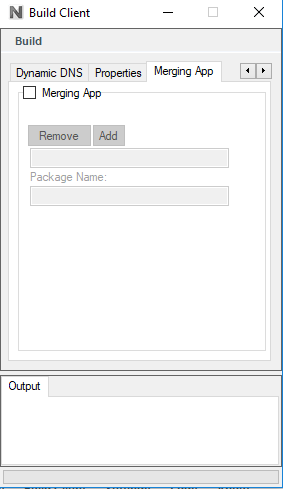 Build Client
Build
Dynamic DNS Properties Merging App
Merging App
Remove Add
Package Name:
Output